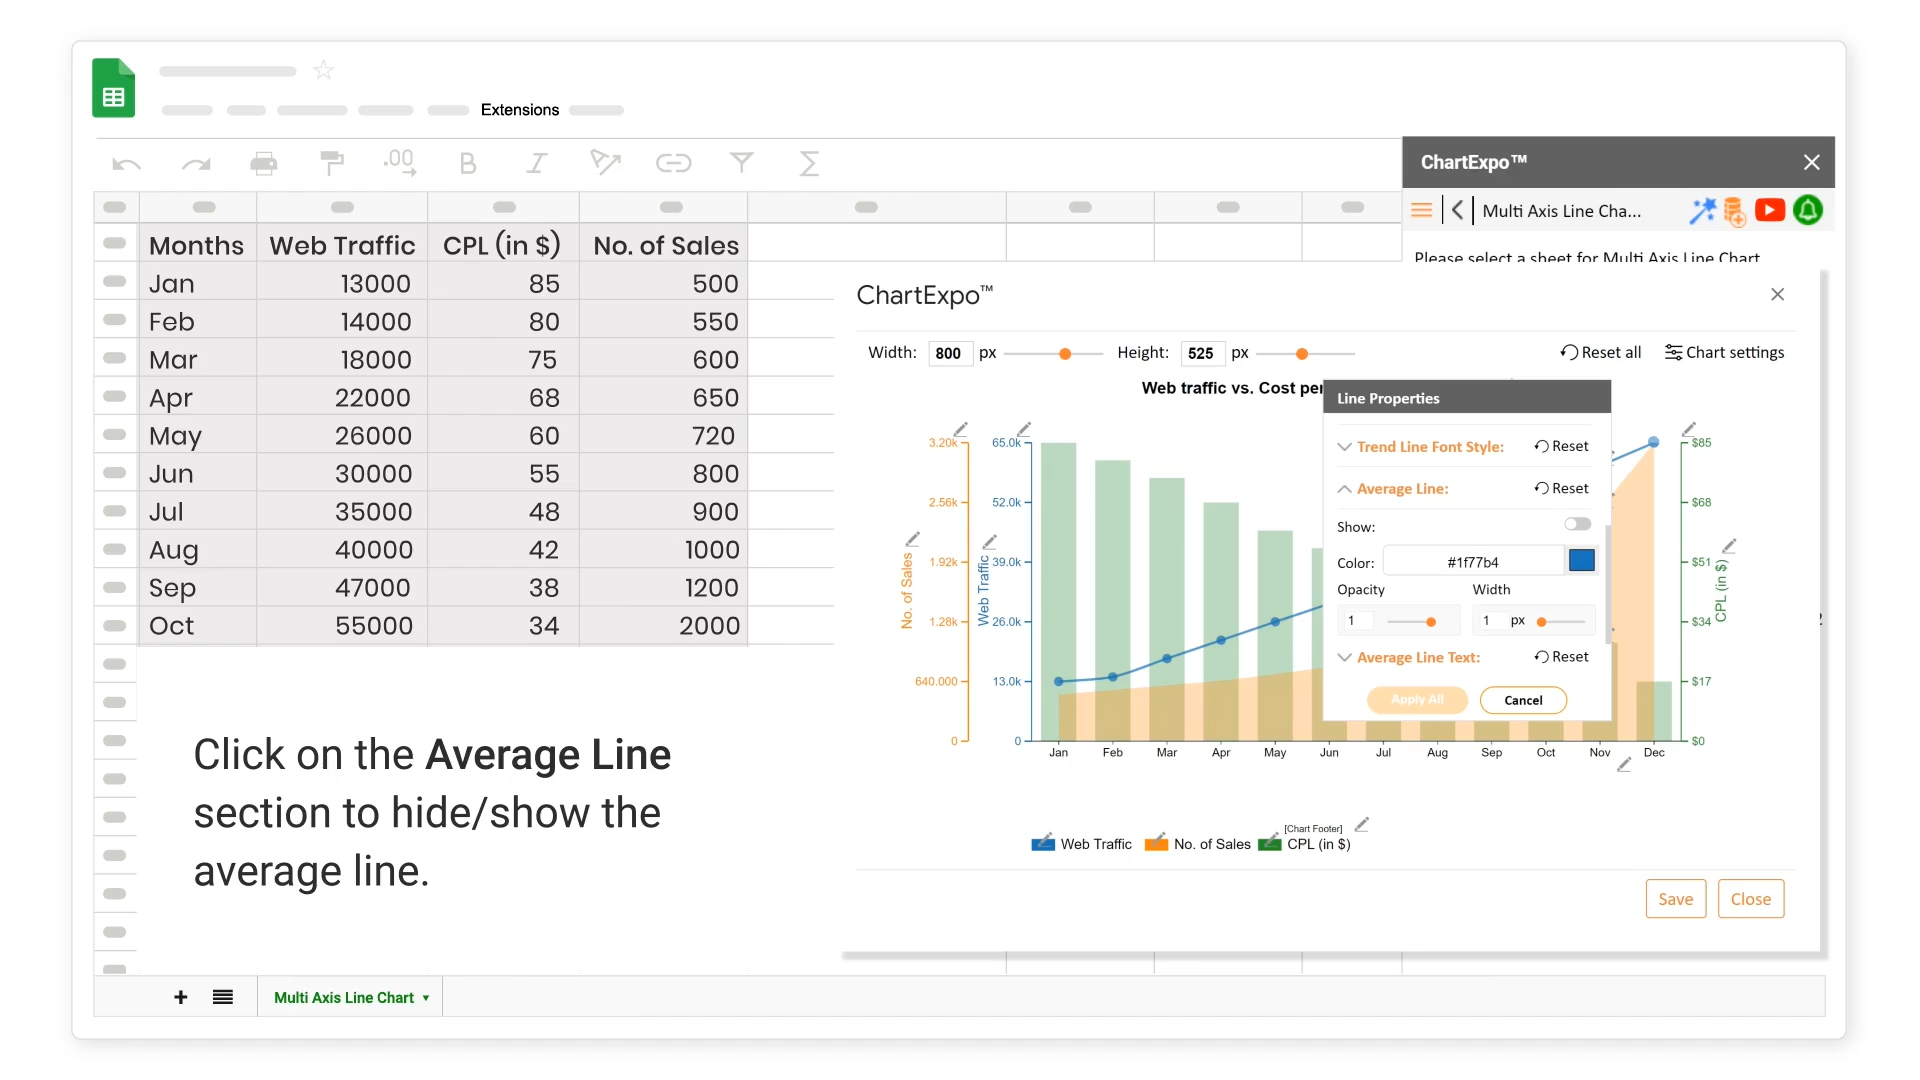 Extensions
.00
B
I
ChartExpo™
Multi Axis Line Cha...
Please select a sheet for Multi Axis Line Chart
Months Web Traffic CPL (in $) No. of Sales
Jan 13000 85 500
Feb 14000 80 550
Mar 18000 75 600
Apr 22000 68 650
May 26000 60 720
Jun 30000 55 800
Jul 35000 48 900
Aug 40000 42 1000
Sep 47000 38 1200
Oct 55000 34 2000
Click on the Average Line
section to hide/show the
average line.
ChartExpo™
Width: 800 px Height: 525 px Reset all Chart settings
Web traffic vs. Cost per
3.20k
2.56k
1.92k
1.28k
640.000
0
No. of Sales
65.0k
52.0k
39.0k
26.0k
13.0k
0
Web Traffic
Line Properties
Trend Line Font Style: Reset
Average Line: Reset
Show:
Color: #1f77b4
Opacity Width
1 1 px
Average Line Text: Reset
Apply All Cancel
$85
$68
$51
$34
$17
$0
CPL (in $)
Jan Feb Mar Apr May Jun Jul Aug Sep Oct Nov Dec
[Chart Footer]
Web Traffic No. of Sales CPL (in $)
Save Close
Multi Axis Line Chart